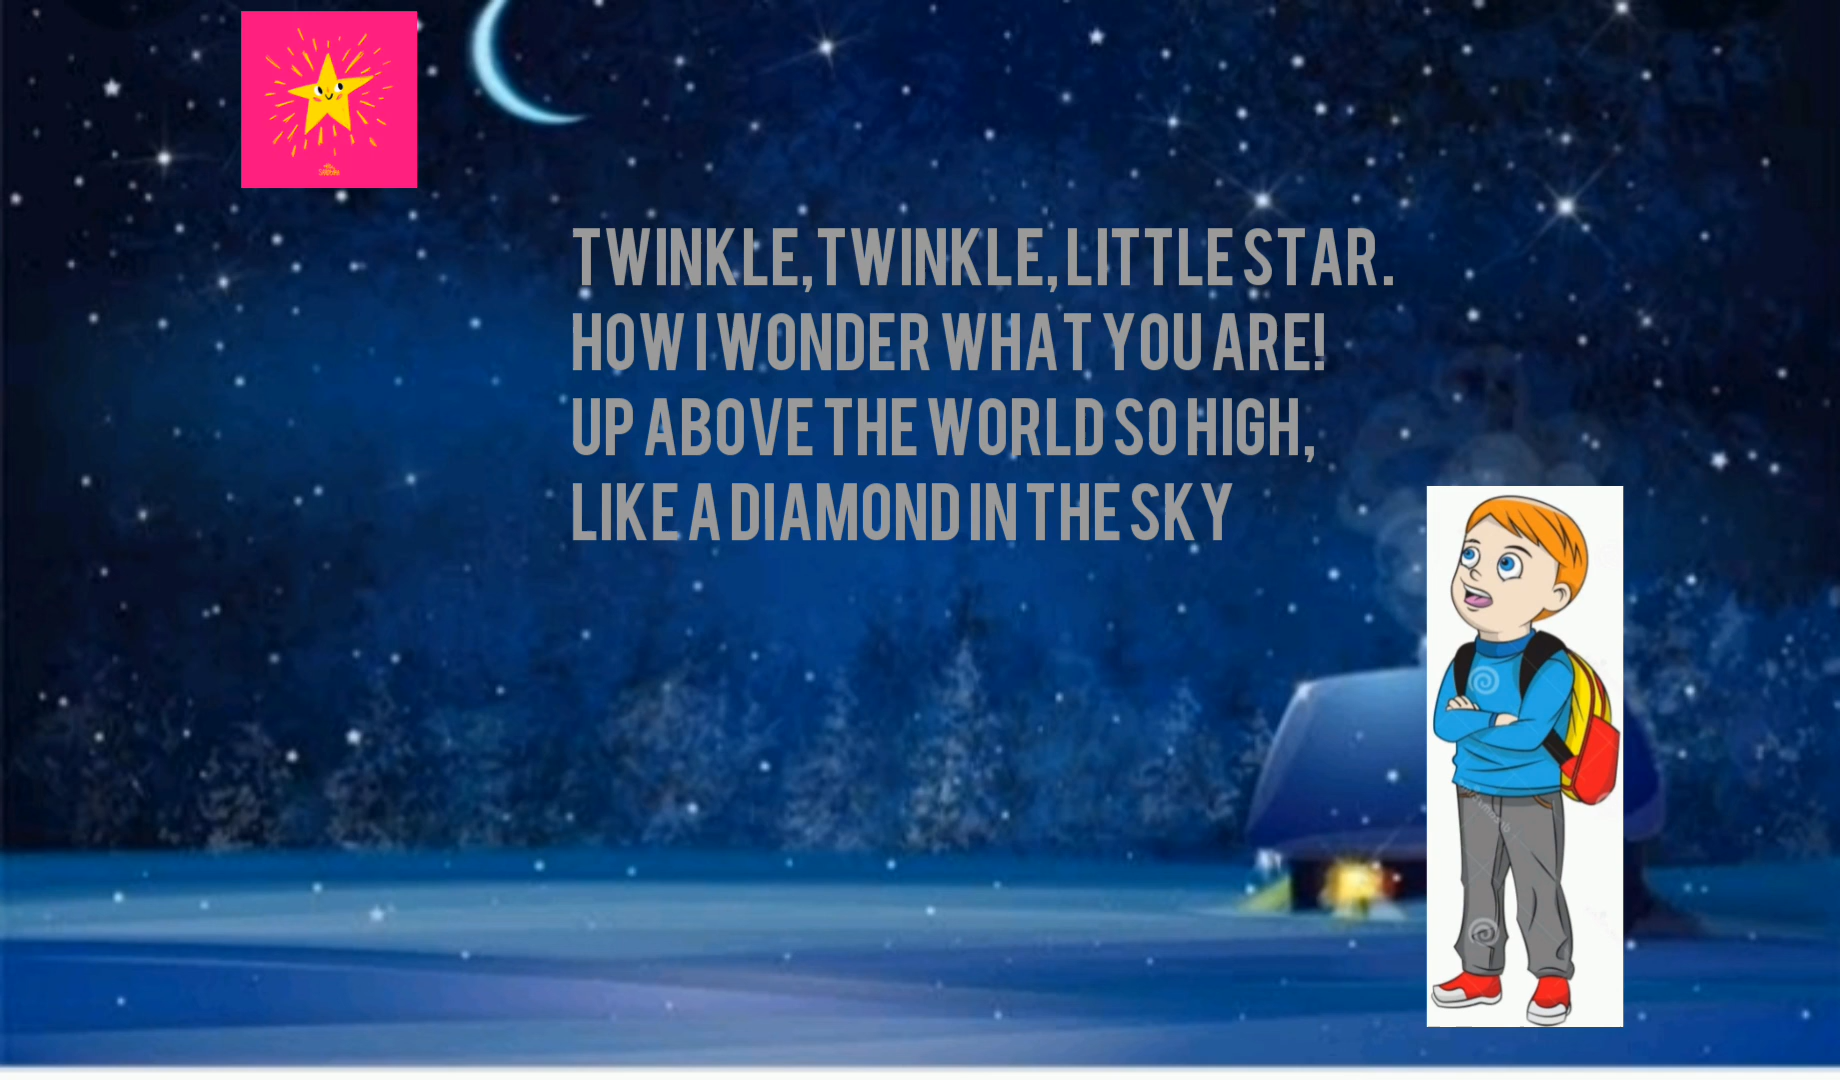 TWINKLE,TWINKLE, LITTLE STAR.
HOW I WONDER WHAT YOU ARE!
UP ABOVE THE WORLD SO HIGH,
LIKE A DIAMOND IN THE SKY